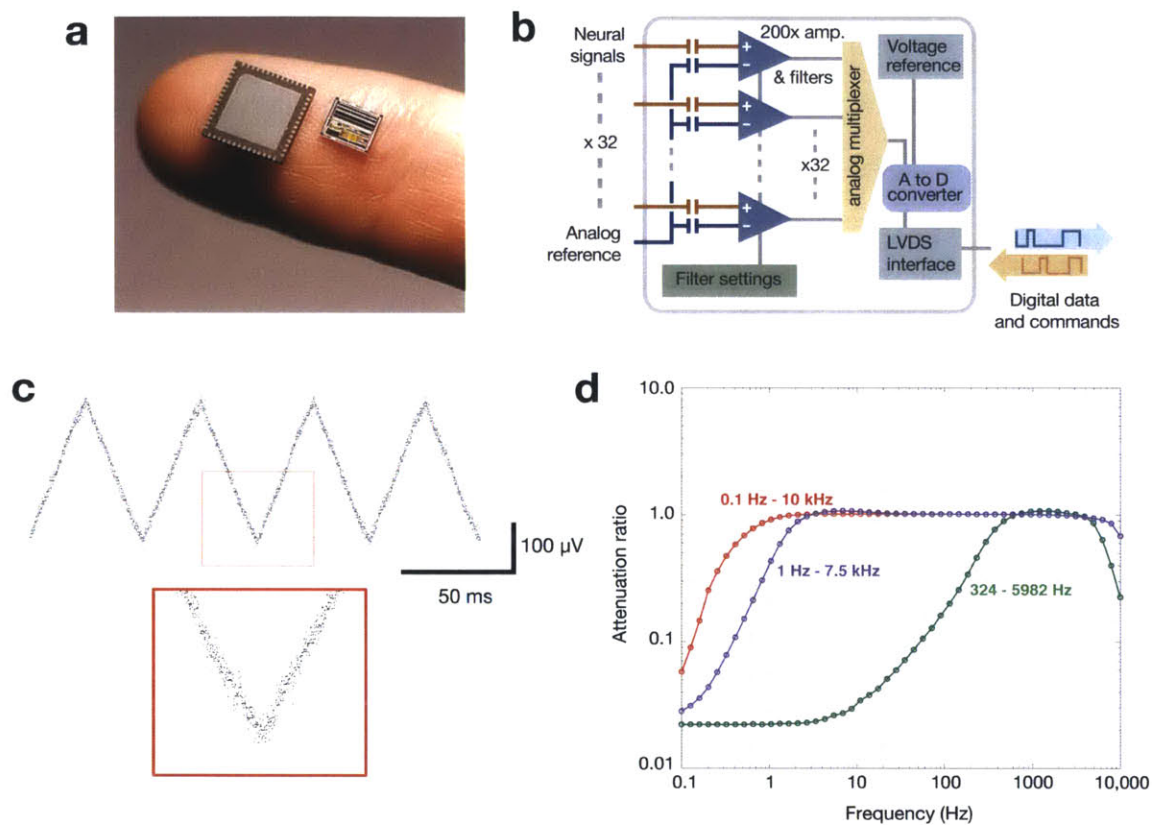 a
b
Neural
signals
x 32
Analog
reference
200x amp.
& filters
+
−
+
−
x32
+
−
analog multiplexer
Filter settings
Voltage
reference
A to D
converter
LVDS
interface
Digital data
and commands
c
100 µV
50 ms
d
10.0
1.0
0.1
0.01
Attenuation ratio
0.1 Hz - 10 kHz
1 Hz - 7.5 kHz
324 - 5982 Hz
0.1
1
10
100
1000
10,000
Frequency (Hz)